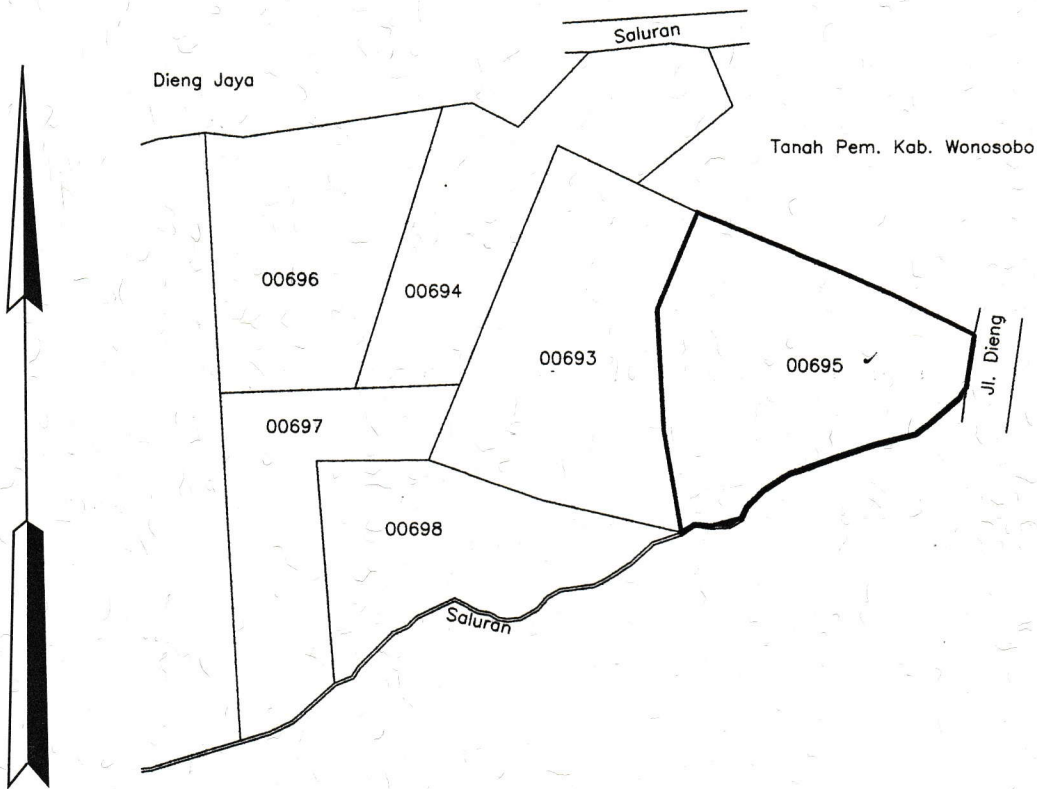 Saluran
Dieng Jaya
Tanah Pem. Kab. Wonosobo
00696
00694
00693
00695
Jl. Dieng
00697
00698
Saluran